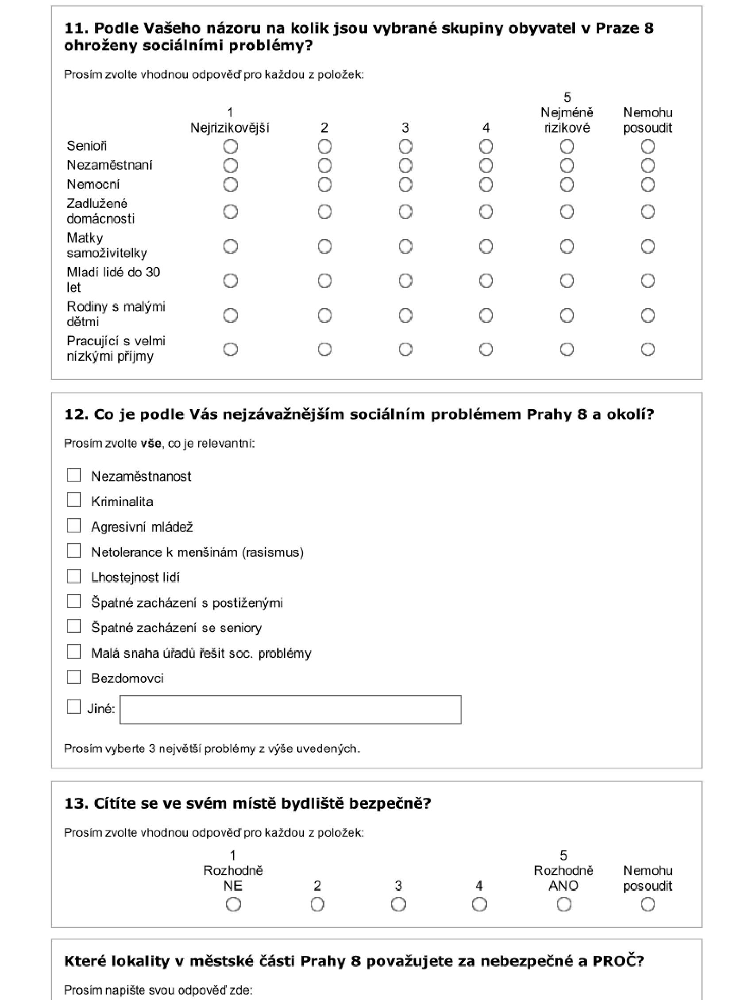 11. Podle Vašeho názoru na kolik jsou vybrané skupiny obyvatel v Praze 8
ohroženy sociálními problémy?
Prosím zvolte vhodnou odpověď pro každou z položek:
1 Nejrizikovější 2 3 4 5 Nejméně rizikové Nemohu posoudit
Senioři
Nezaměstnaní
Nemocní
Zadlužené
domácnosti
Matky
samoživitelky
Mladí lidé do 30
let
Rodiny s malými
dětmi
Pracující s velmi
nízkými příjmy
12. Co je podle Vás nejzávažnějším sociálním problémem Prahy 8 a okolí?
Prosím zvolte vše, co je relevantní:
Nezaměstnanost
Kriminalita
Agresivní mládež
Netolerance k menšinám (rasismus)
Lhostejnost lidí
Špatné zacházení s postiženými
Špatné zacházení se seniory
Malá snaha úřadů řešit soc. problémy
Bezdomovci
Jiné:
Prosím vyberte 3 největší problémy z výše uvedených.
13. Cítíte se ve svém místě bydliště bezpečně?
Prosím zvolte vhodnou odpověď pro každou z položek:
1 Rozhodně NE 2 3 4 5 Rozhodně ANO Nemohu posoudit
Které lokality v městské části Prahy 8 považujete za nebezpečné a PROČ?
Prosím napište svou odpověď zde: